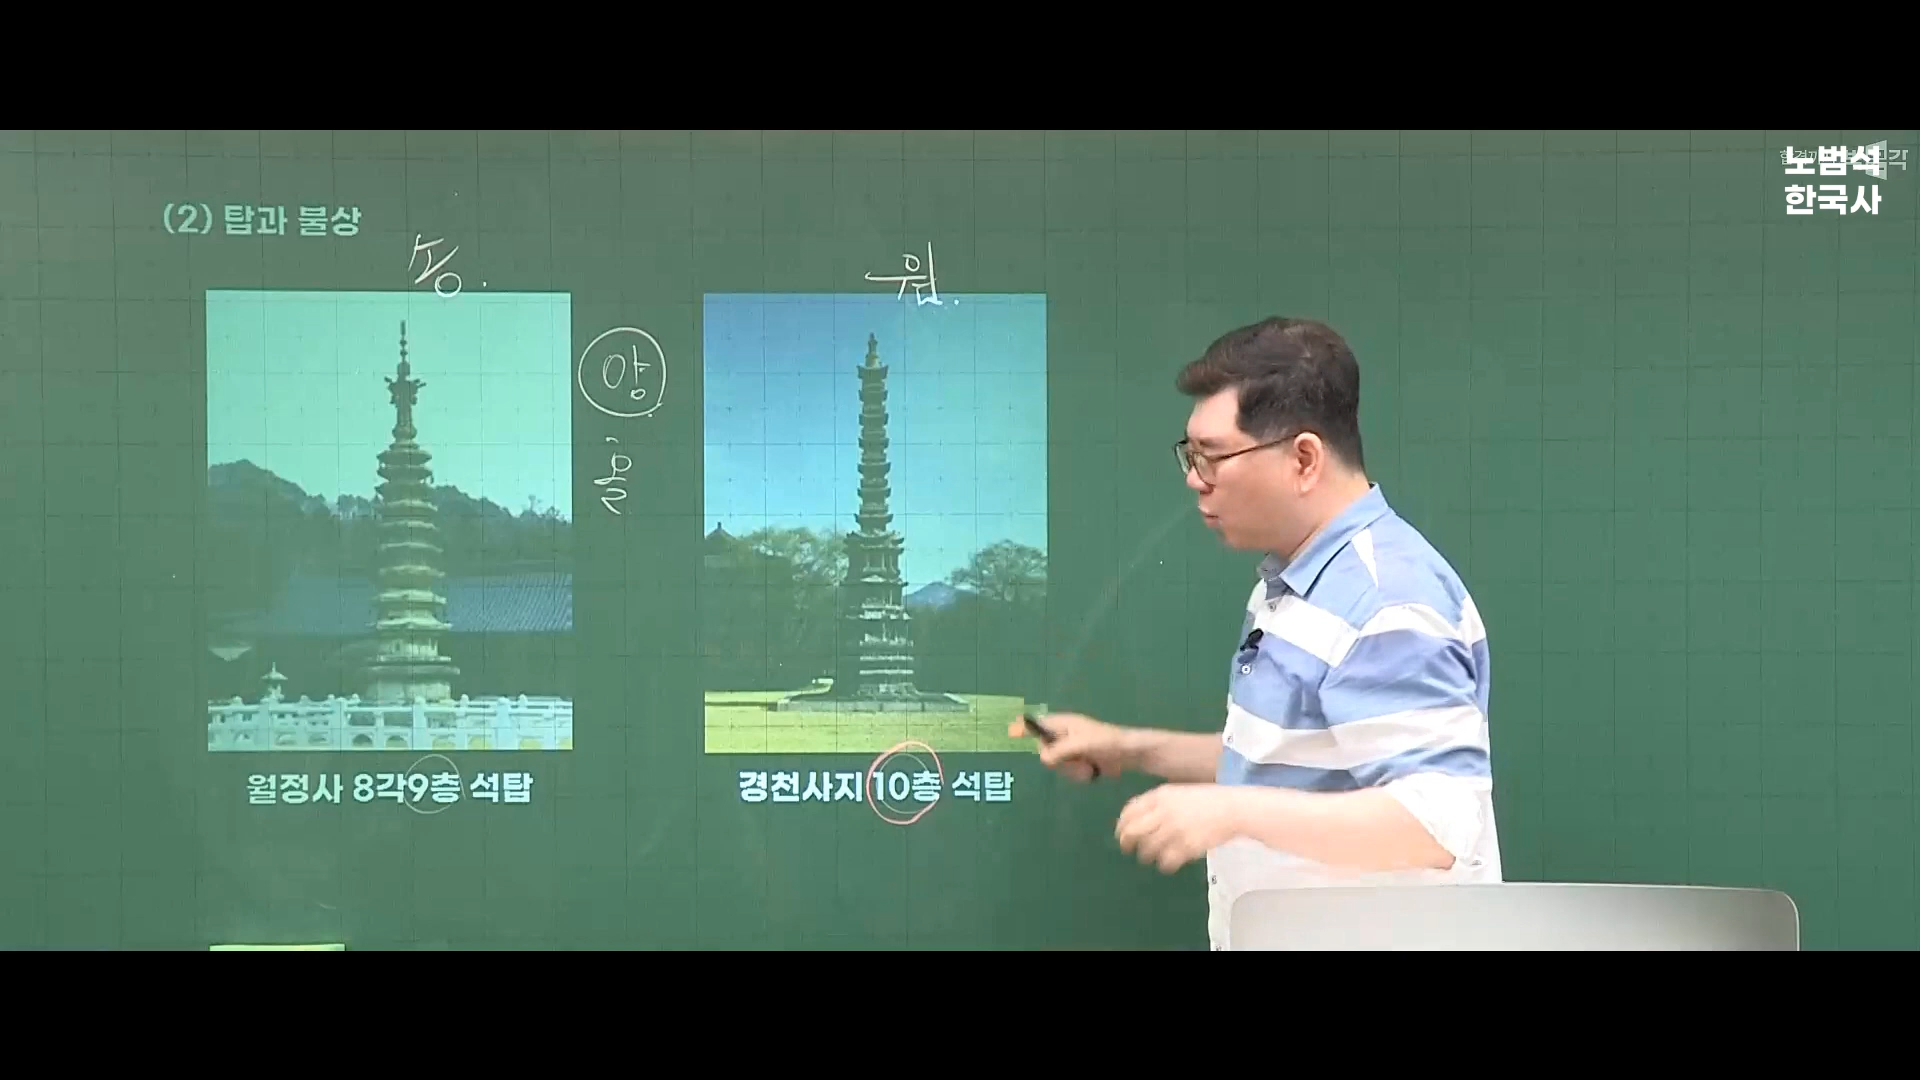 노범석
한국사
(2) 탑과 불상
송.
원.
양
월정사 8각9층 석탑
경천사지 10층 석탑